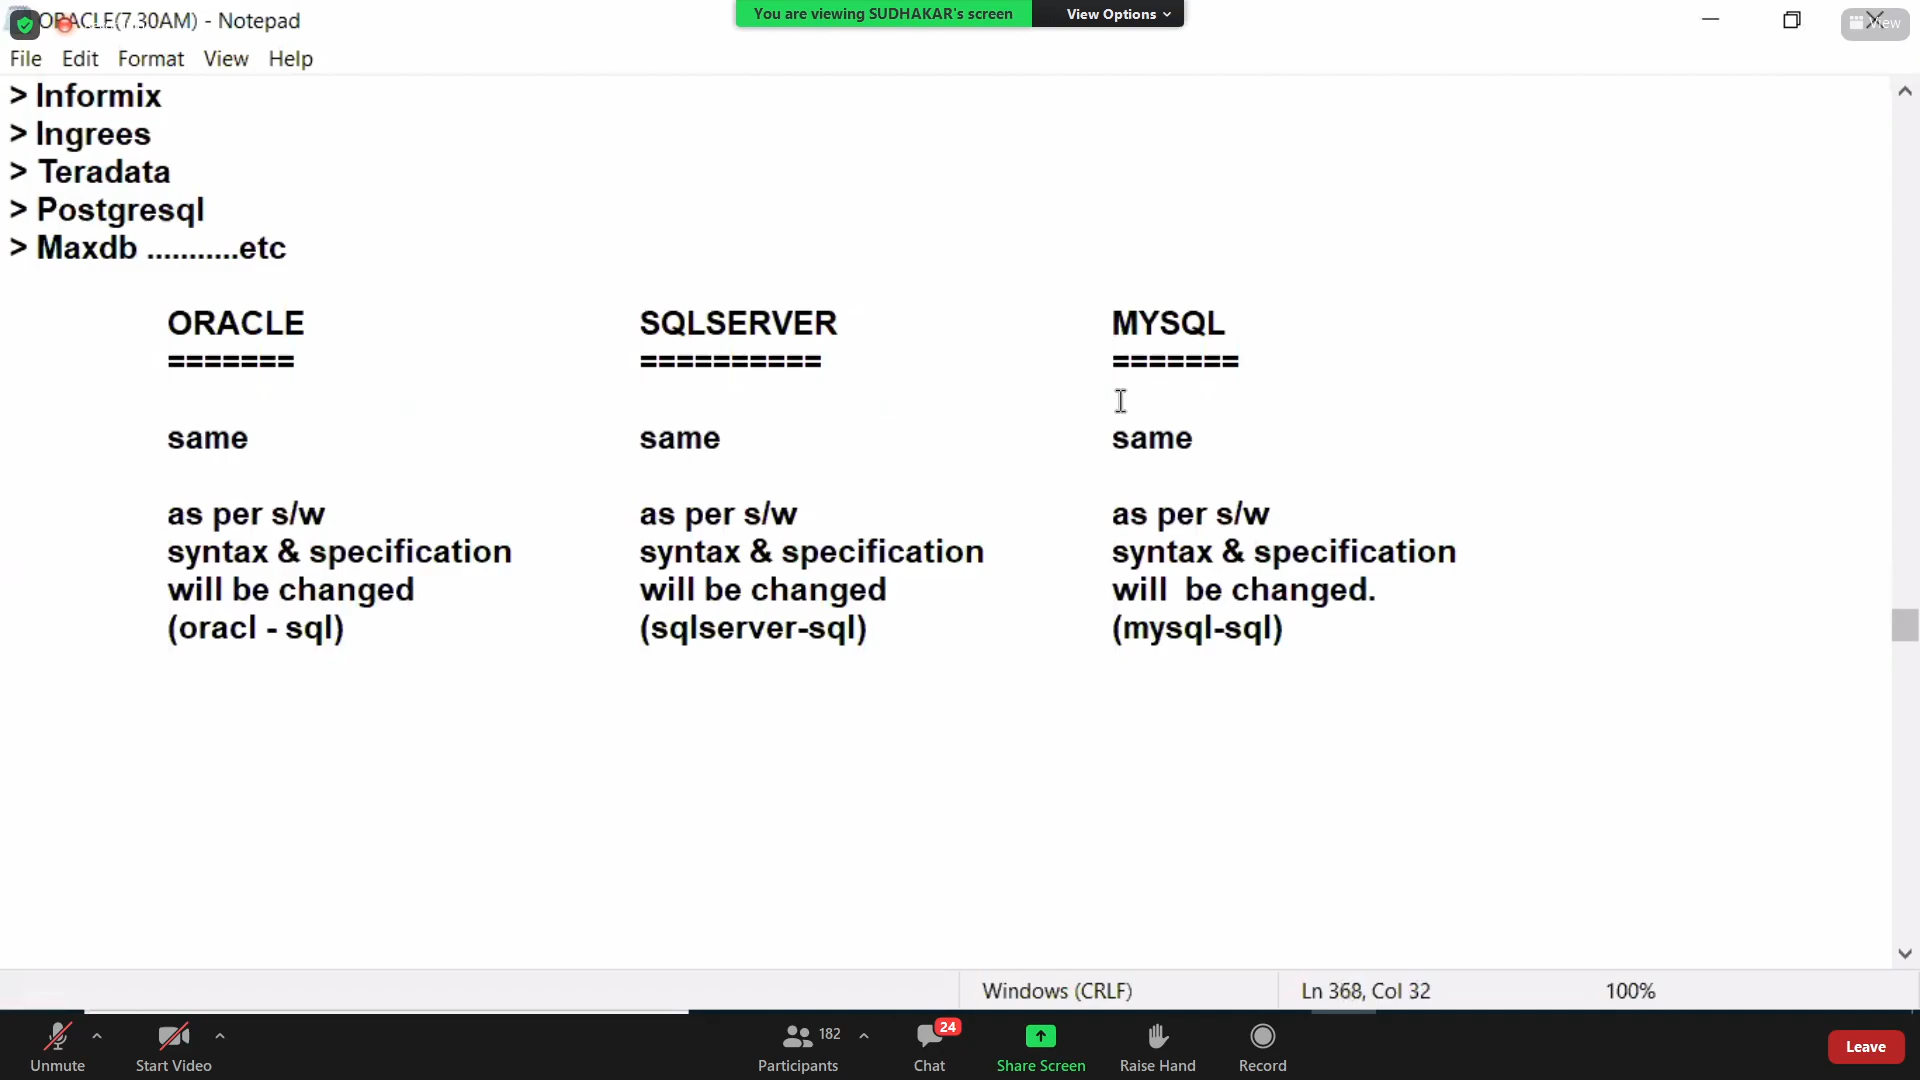 ORACLE(7.30AM) - Notepad
You are viewing SUDHAKAR's screen
View Options
View
File Edit Format View Help
> Informix
> Ingrees
> Teradata
> Postgresql
> Maxdb ...........etc
ORACLE SQLSERVER MYSQL
======= ========== =======
same same same
as per s/w as per s/w as per s/w
syntax & specification syntax & specification syntax & specification
will be changed will be changed will be changed.
(oracl - sql) (sqlserver-sql) (mysql-sql)
Windows (CRLF) Ln 368, Col 32 100%
182 24
Unmute Start Video Participants Chat Share Screen Raise Hand Record Leave